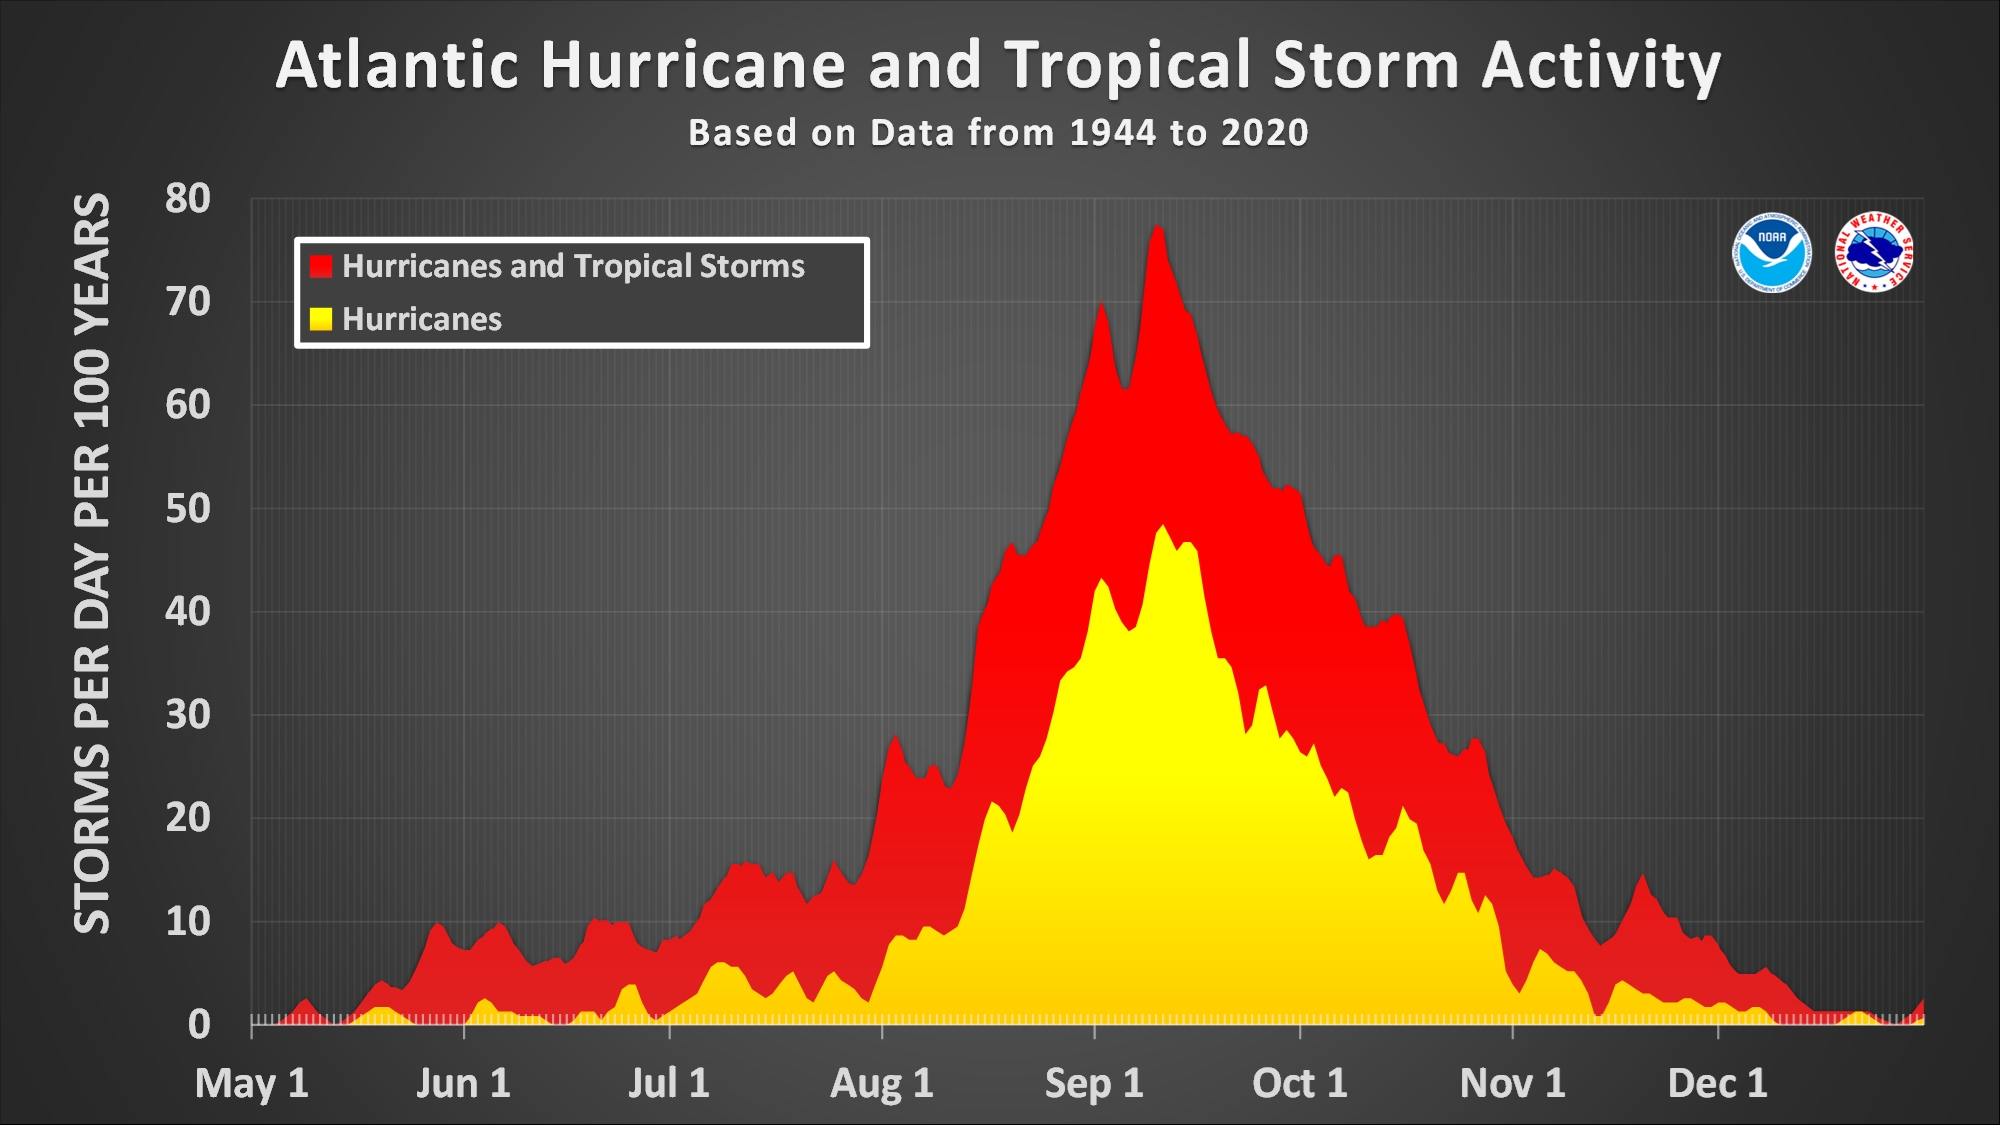 Atlantic Hurricane and Tropical Storm Activity
Based on Data from 1944 to 2020
STORMS PER DAY PER 100 YEARS
80
70
60
50
40
30
20
10
0
Hurricanes and Tropical Storms
Hurricanes
NOAA
NATIONAL WEATHER SERVICE
May 1
Jun 1
Jul 1
Aug 1
Sep 1
Oct 1
Nov 1
Dec 1